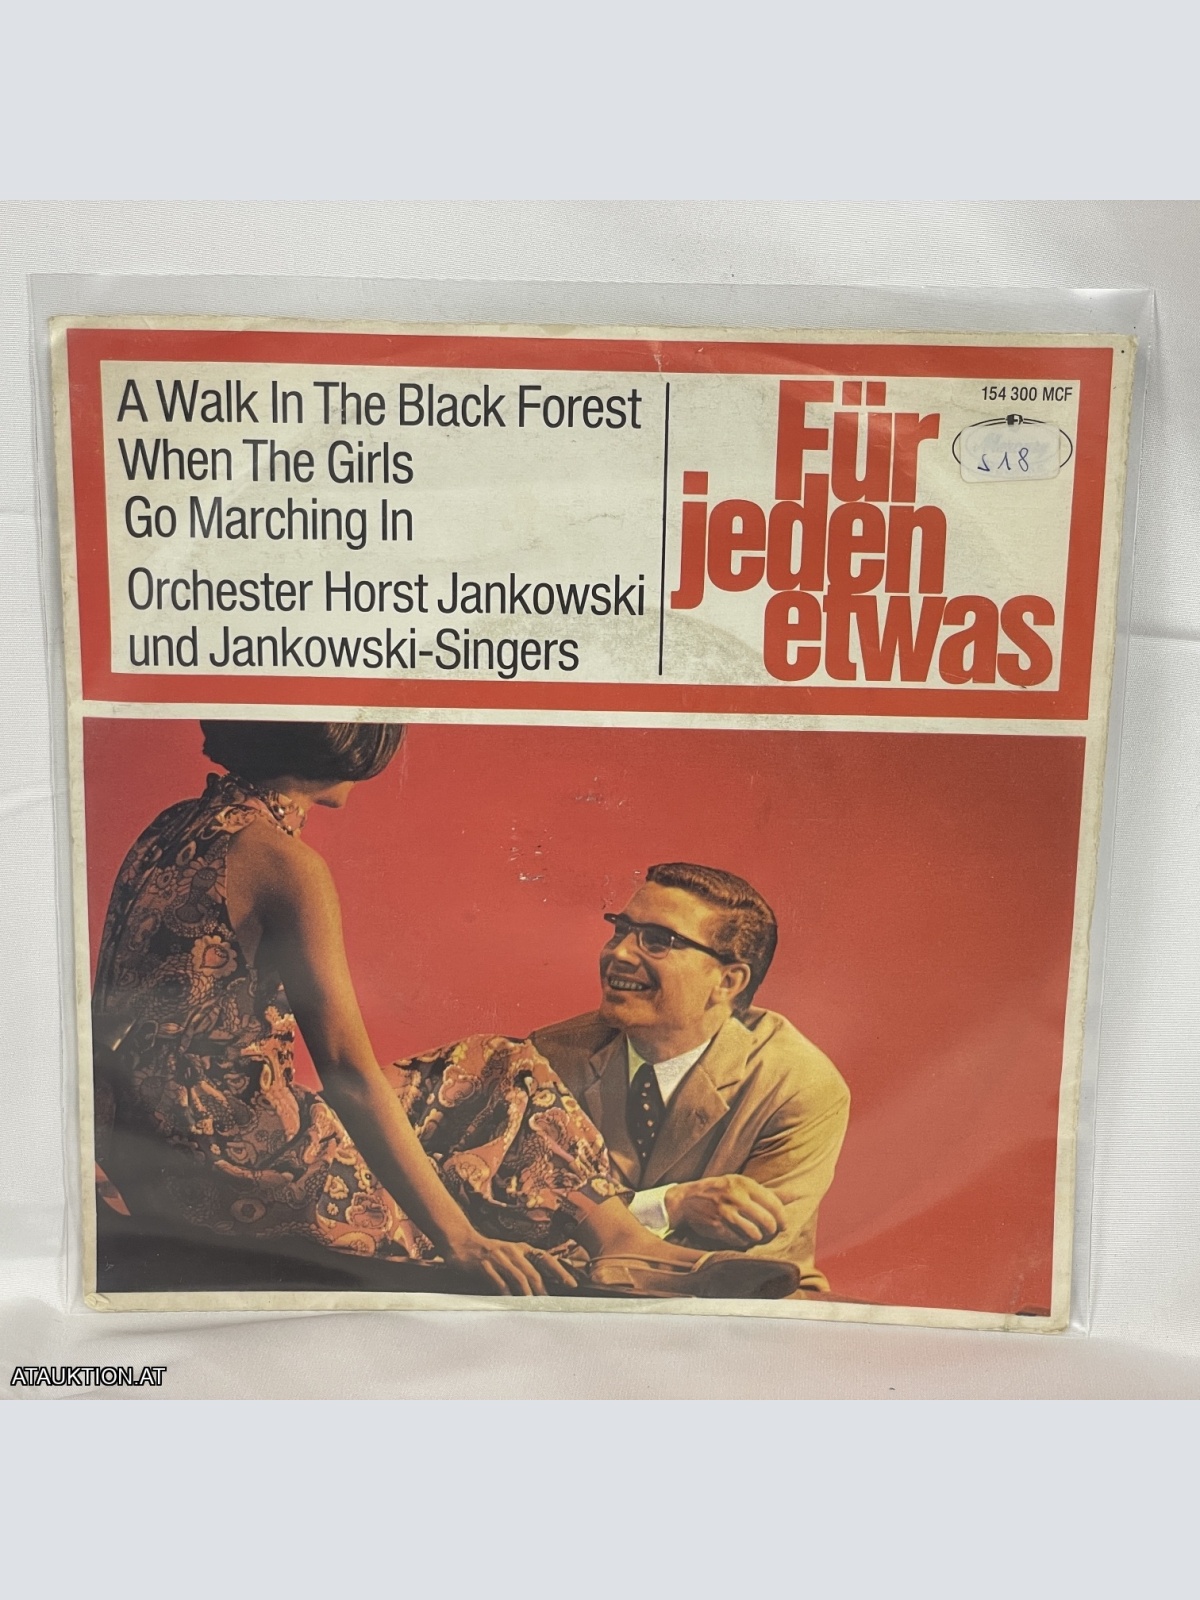 A Walk In The Black Forest
When The Girls
Go Marching In
Orchester Horst Jankowski
und Jankowski-Singers
Für
jeden
etwas
154 300 MCF
S 18
ATAUKTION.AT